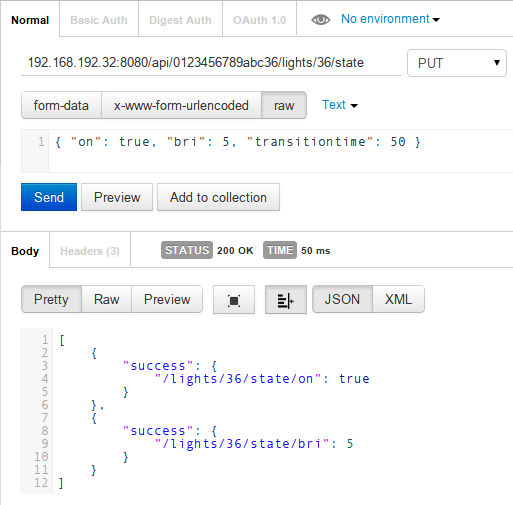 Normal Basic Auth Digest Auth OAuth 1.0 No environment
192.168.192.32:8080/api/0123456789abc36/lights/36/state PUT
form-data x-www-form-urlencoded raw Text
1 { "on": true, "bri": 5, "transitiontime": 50 }
Send Preview Add to collection
Body Headers (3) STATUS 200 OK TIME 50 ms
Pretty Raw Preview JSON XML
1 [
2 {
3 "success": {
4 "/lights/36/state/on": true
5 }
6 },
7 {
8 "success": {
9 "/lights/36/state/bri": 5
10 }
11 }
12 ]